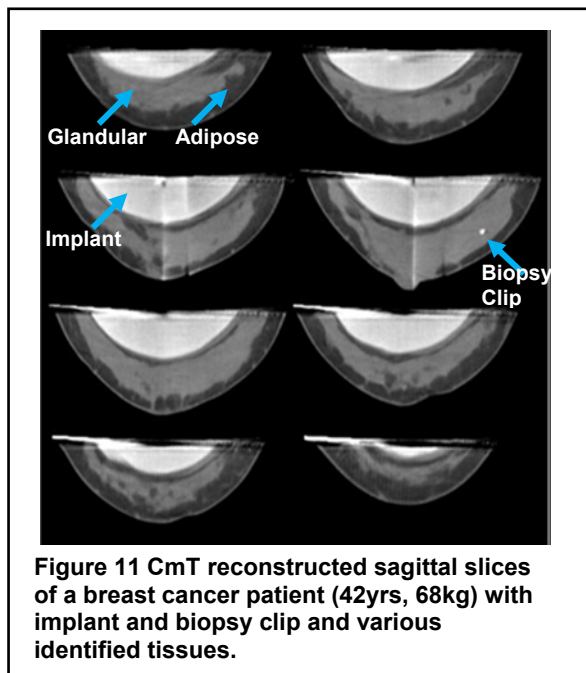 Glandular Adipose
Implant
Biopsy
Clip
Figure 11 CmT reconstructed sagittal slices
of a breast cancer patient (42yrs, 68kg) with
implant and biopsy clip and various
identified tissues.